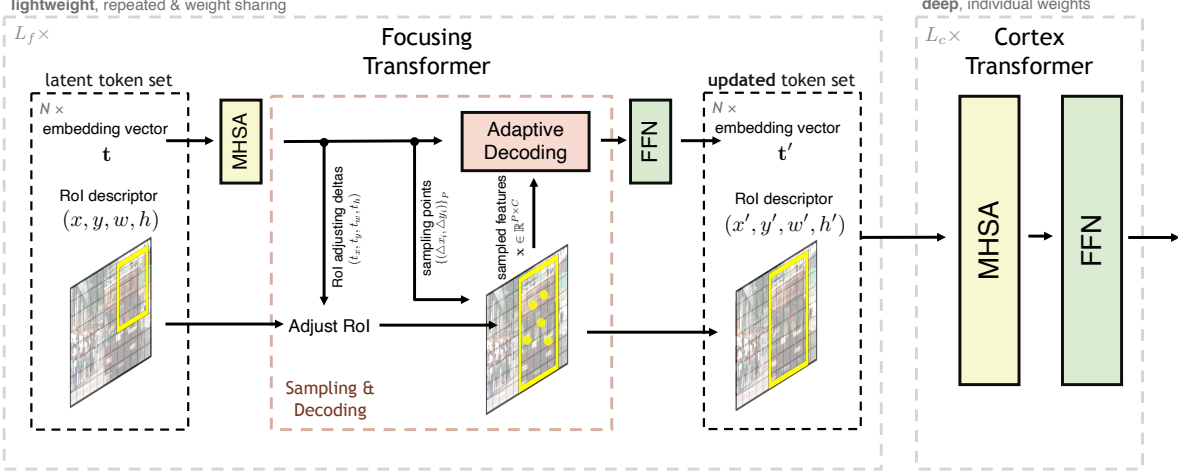 lightweight, repeated & weight sharing
L_f ×
Focusing
Transformer
latent token set
N ×
embedding vector
t
RoI descriptor
(x, y, w, h)
MHSA
RoI adjusting deltas
(t_x, t_y, t_w, t_h)
sampling points
{(△x_i, △y_i)}_P
Adaptive
Decoding
sampled features
x ∈ ℝ^{P×C}
Adjust RoI
Sampling &
Decoding
FFN
updated token set
N ×
embedding vector
t′
RoI descriptor
(x′, y′, w′, h′)
deep, individual weights
L_c ×
Cortex
Transformer
MHSA
FFN